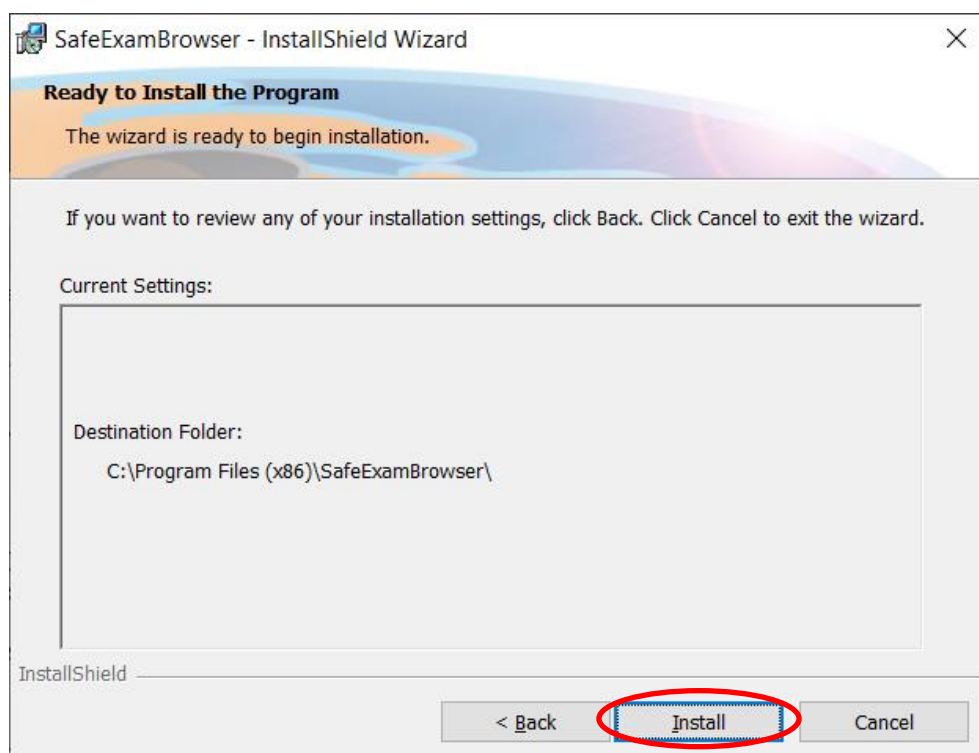 SafeExamBrowser - InstallShield Wizard
Ready to Install the Program
The wizard is ready to begin installation.
If you want to review any of your installation settings, click Back. Click Cancel to exit the wizard.
Current Settings:
Destination Folder:
C:\Program Files (x86)\SafeExamBrowser\
InstallShield
< Back Install Cancel